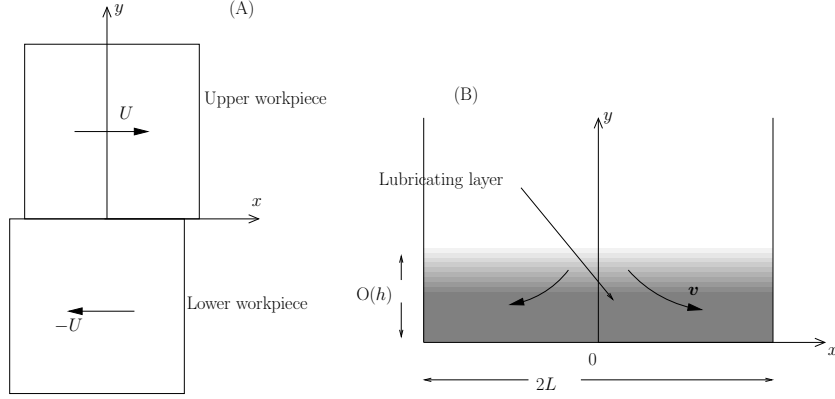 (A)
y
U
Upper workpiece
x
Lower workpiece
−U
(B)
y
Lubricating layer
O(h)
v
x
0
2L